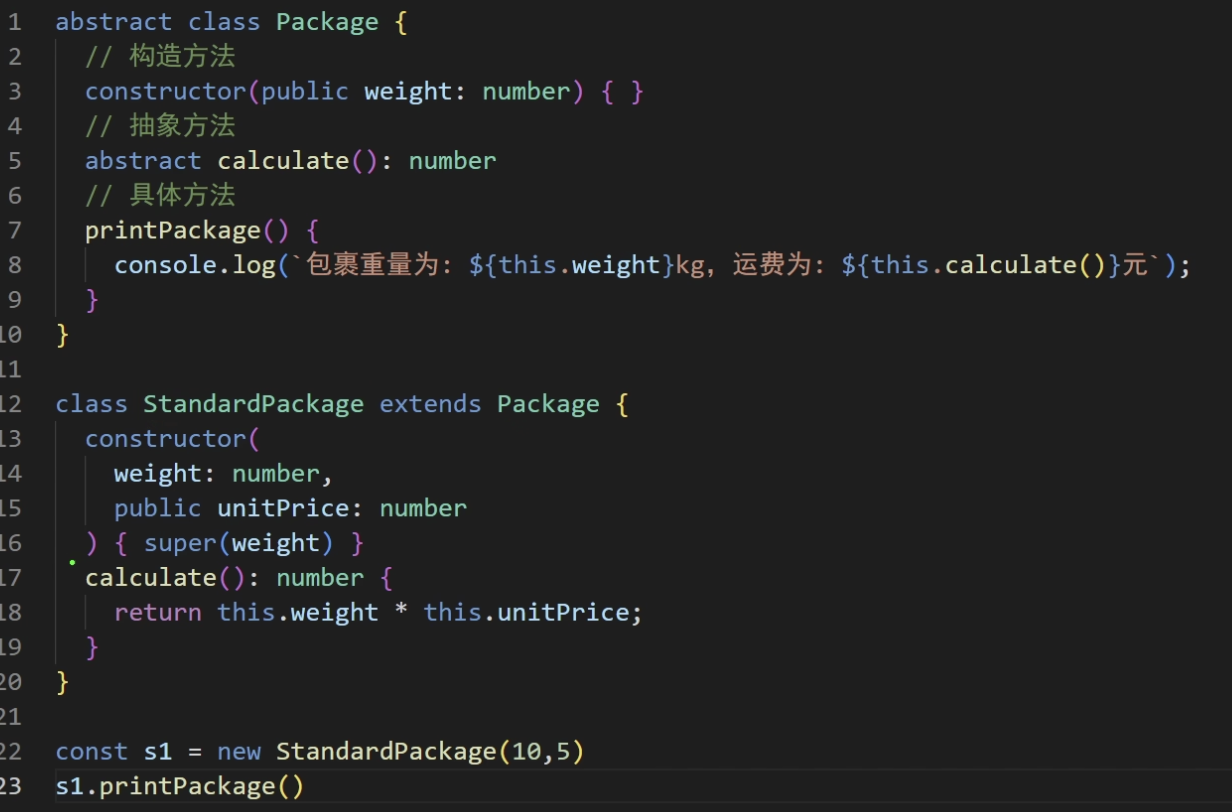 1 abstract class Package {
2 // 构造方法
3 constructor(public weight: number) { }
4 // 抽象方法
5 abstract calculate(): number
6 // 具体方法
7 printPackage() {
8 console.log(`包裹重量为: ${this.weight}kg, 运费为: ${this.calculate()}元`);
9 }
10 }
11
12 class StandardPackage extends Package {
13 constructor(
14 weight: number,
15 public unitPrice: number
16 ) { super(weight) }
17 calculate(): number {
18 return this.weight * this.unitPrice;
19 }
20 }
21
22 const s1 = new StandardPackage(10,5)
23 s1.printPackage()